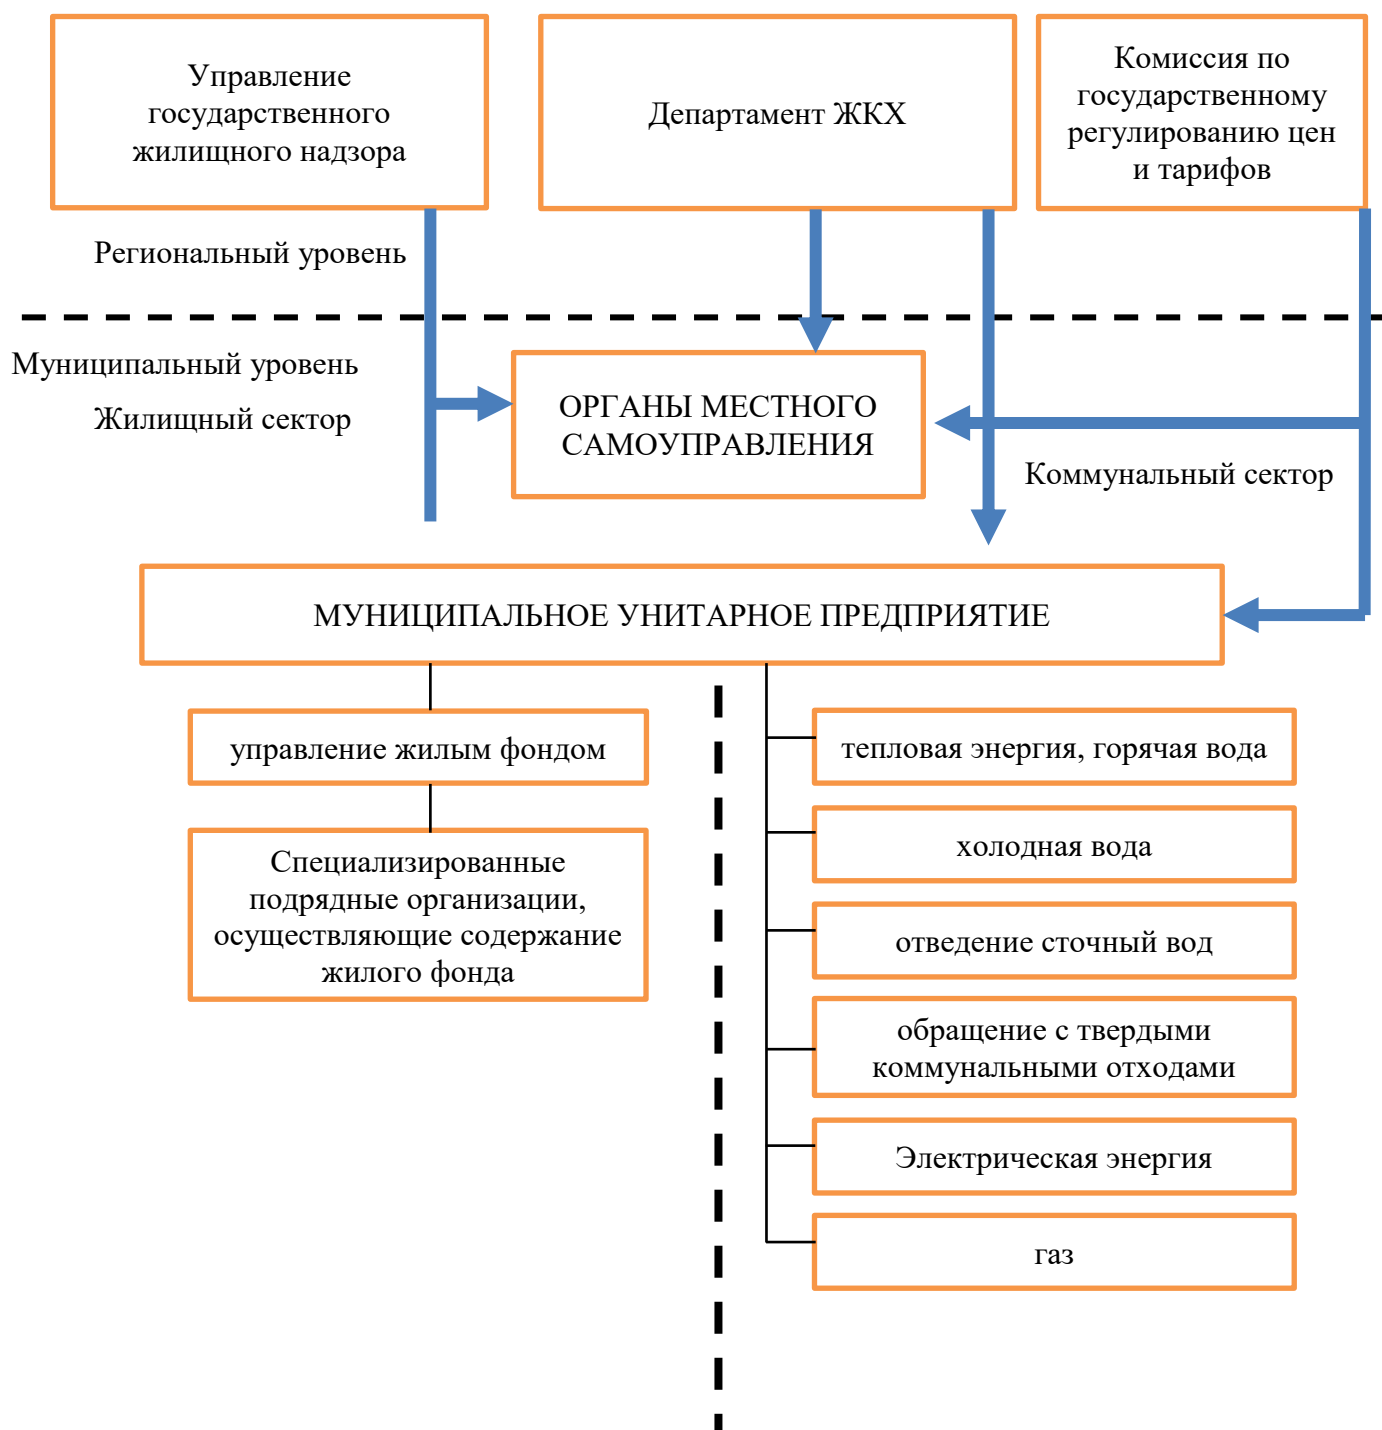 Управление
государственного
жилищного надзора
Департамент ЖКХ
Комиссия по
государственному
регулированию цен
и тарифов
Региональный уровень
Муниципальный уровень
Жилищный сектор
ОРГАНЫ МЕСТНОГО
САМОУПРАВЛЕНИЯ
Коммунальный сектор
МУНИЦИПАЛЬНОЕ УНИТАРНОЕ ПРЕДПРИЯТИЕ
управление жилым фондом
Специализированные
подрядные организации,
осуществляющие содержание
жилого фонда
тепловая энергия, горячая вода
холодная вода
отведение сточный вод
обращение с твердыми
коммунальными отходами
Электрическая энергия
газ